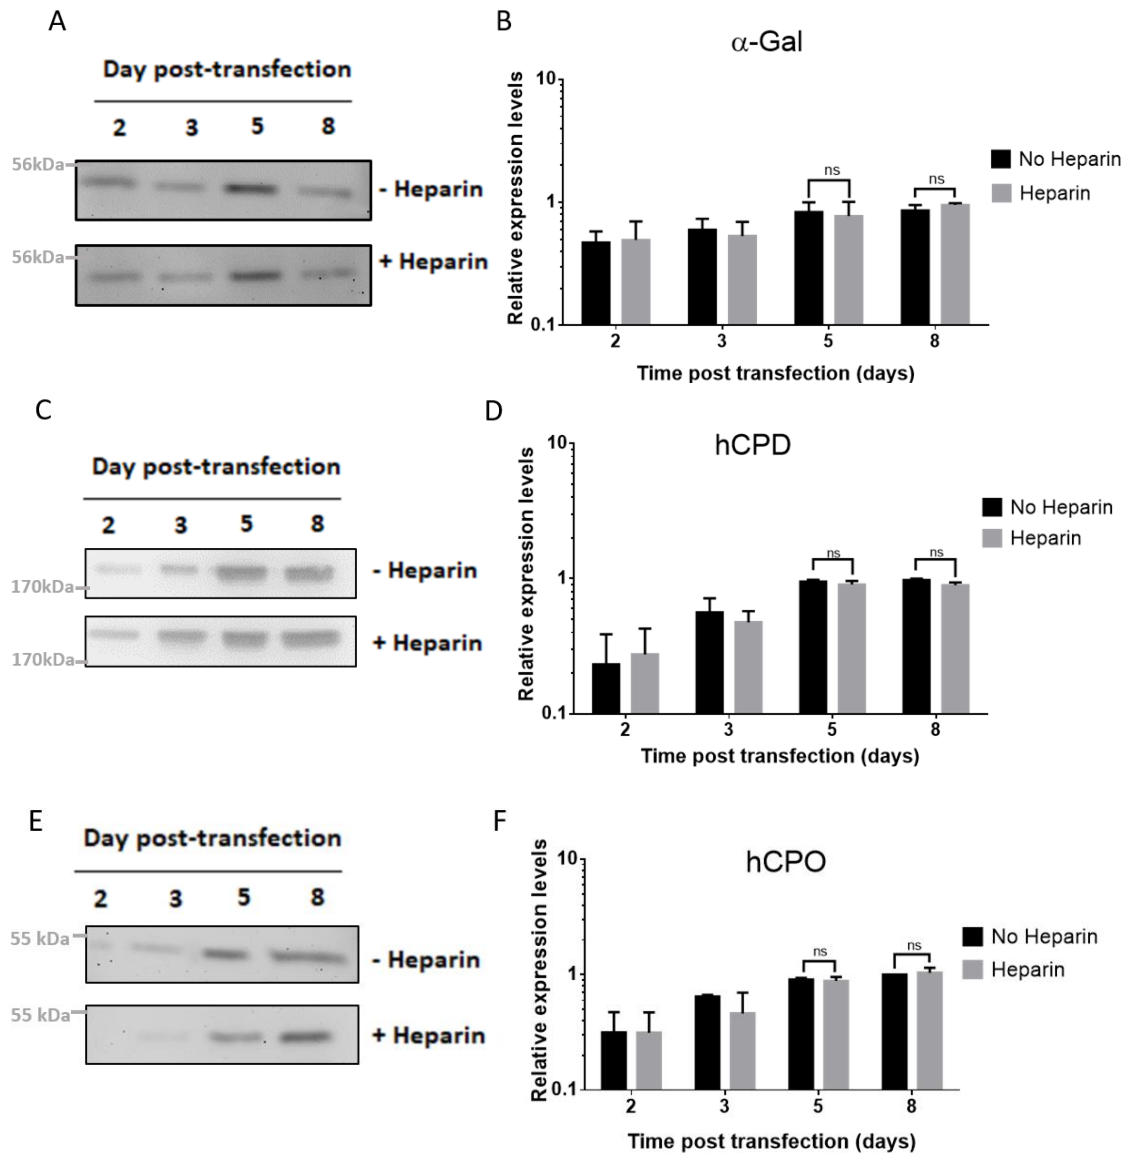 A
Day post-transfection
2 3 5 8
56kDa
- Heparin
56kDa
+ Heparin
B
α-Gal
Relative expression levels
10
1
0.1
ns
ns
2 3 5 8
Time post transfection (days)
No Heparin
Heparin
C
Day post-transfection
2 3 5 8
- Heparin
170kDa
+ Heparin
170kDa
D
hCPD
Relative expression levels
10
1
0.1
ns
ns
2 3 5 8
Time post transfection (days)
No Heparin
Heparin
E
Day post-transfection
2 3 5 8
55 kDa
- Heparin
55 kDa
+ Heparin
F
hCPO
Relative expression levels
10
1
0.1
ns
ns
2 3 5 8
Time post transfection (days)
No Heparin
Heparin